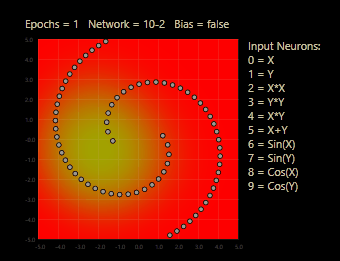 Epochs = 1 Network = 10-2 Bias = false
Input Neurons:
0 = X
1 = Y
2 = X*X
3 = Y*Y
4 = X*Y
5 = X+Y
6 = Sin(X)
7 = Sin(Y)
8 = Cos(X)
9 = Cos(Y)
5.0
4.0
3.0
2.0
1.0
-0.0
-1.0
-2.0
-3.0
-4.0
-5.0
-5.0 -4.0 -3.0 -2.0 -1.0 0.0 1.0 2.0 3.0 4.0 5.0